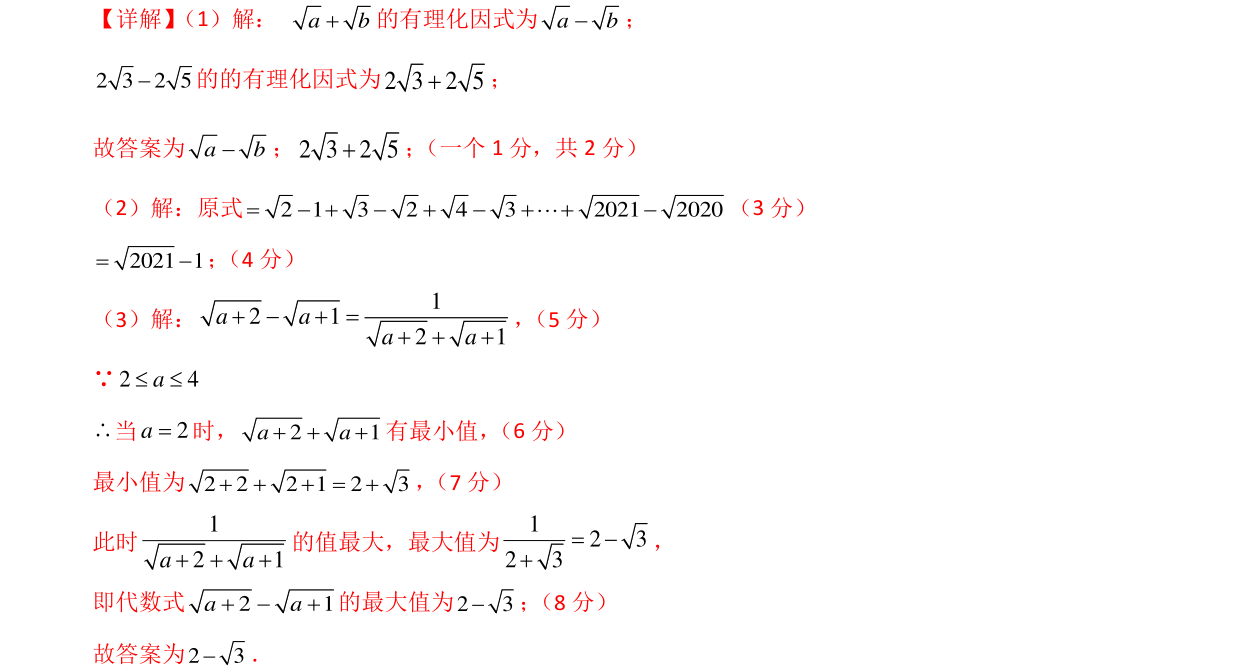 【详解】（1）解： √a+√b 的有理化因式为√a−√b；
2√3−2√5的的有理化因式为2√3+2√5；
故答案为√a−√b；2√3+2√5；（一个 1 分，共 2 分）
（2）解：原式=√2−1+√3−√2+√4−√3+⋯+√2021−√2020（3 分）
=√2021−1；（4 分）
（3）解：√(a+2)−√(a+1)=1/(√(a+2)+√(a+1))，（5 分）
∵2≤a≤4
∴当a=2时，√(a+2)+√(a+1)有最小值，（6 分）
最小值为√(2+2)+√(2+1)=2+√3，（7 分）
此时1/(√(a+2)+√(a+1))的值最大，最大值为1/(2+√3)=2−√3，
即代数式√(a+2)−√(a+1)的最大值为2−√3；（8 分）
故答案为2−√3．